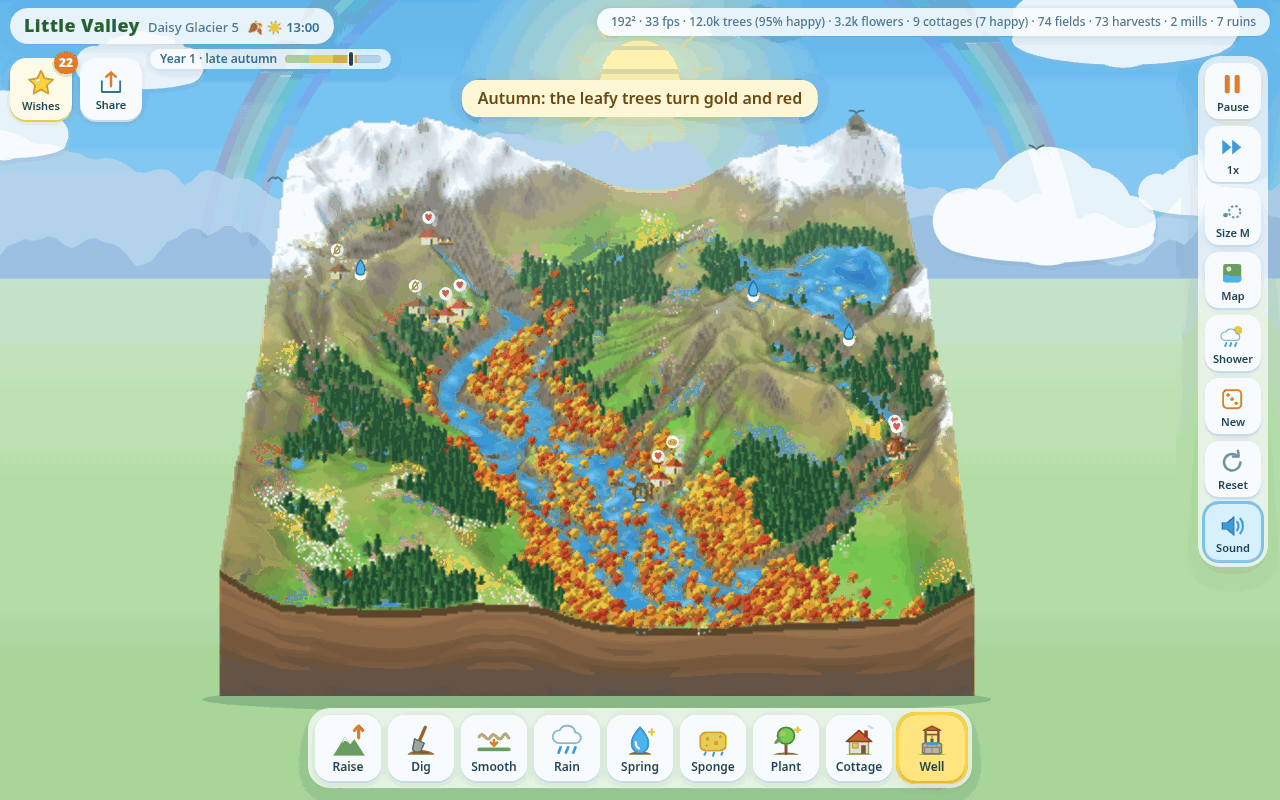 Little Valley Daisy Glacier 5 13:00
192² · 33 fps · 12.0k trees (95% happy) · 3.2k flowers · 9 cottages (7 happy) · 74 fields · 73 harvests · 2 mills · 7 ruins
Year 1 · late autumn
22
Wishes
Share
Autumn: the leafy trees turn gold and red
Pause
1x
Size M
Map
Shower
New
Reset
Sound
Raise
Dig
Smooth
Rain
Spring
Sponge
Plant
Cottage
Well